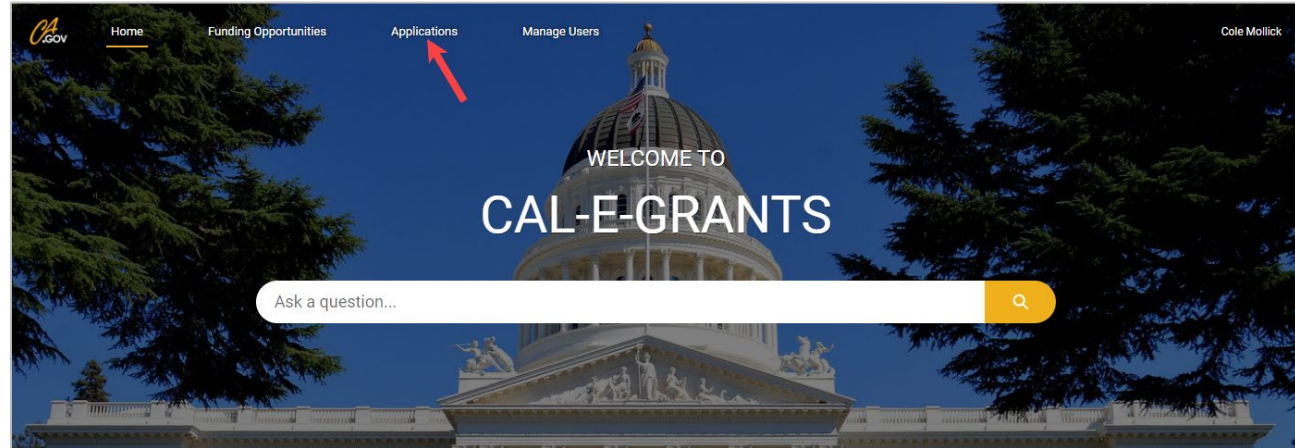 CA.GOV Home Funding Opportunities Applications Manage Users Cole Mollick
WELCOME TO
CAL-E-GRANTS
Ask a question...